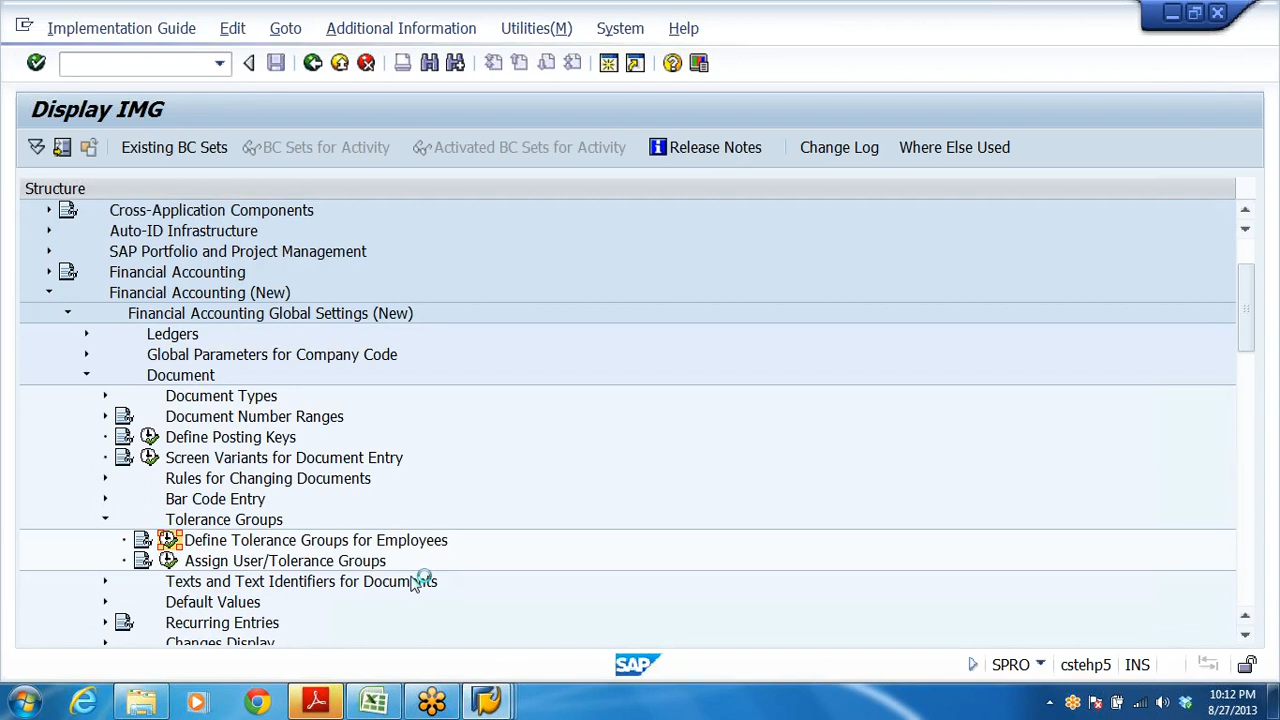 Implementation Guide Edit Goto Additional Information Utilities(M) System Help
Display IMG
Existing BC Sets BC Sets for Activity Activated BC Sets for Activity Release Notes Change Log Where Else Used
Structure
Cross-Application Components
Auto-ID Infrastructure
SAP Portfolio and Project Management
Financial Accounting
Financial Accounting (New)
Financial Accounting Global Settings (New)
Ledgers
Global Parameters for Company Code
Document
Document Types
Document Number Ranges
Define Posting Keys
Screen Variants for Document Entry
Rules for Changing Documents
Bar Code Entry
Tolerance Groups
Define Tolerance Groups for Employees
Assign User/Tolerance Groups
Texts and Text Identifiers for Documents
Default Values
Recurring Entries
Changes Display
SAP SPRO cstehp5 INS
10:12 PM
8/27/2013